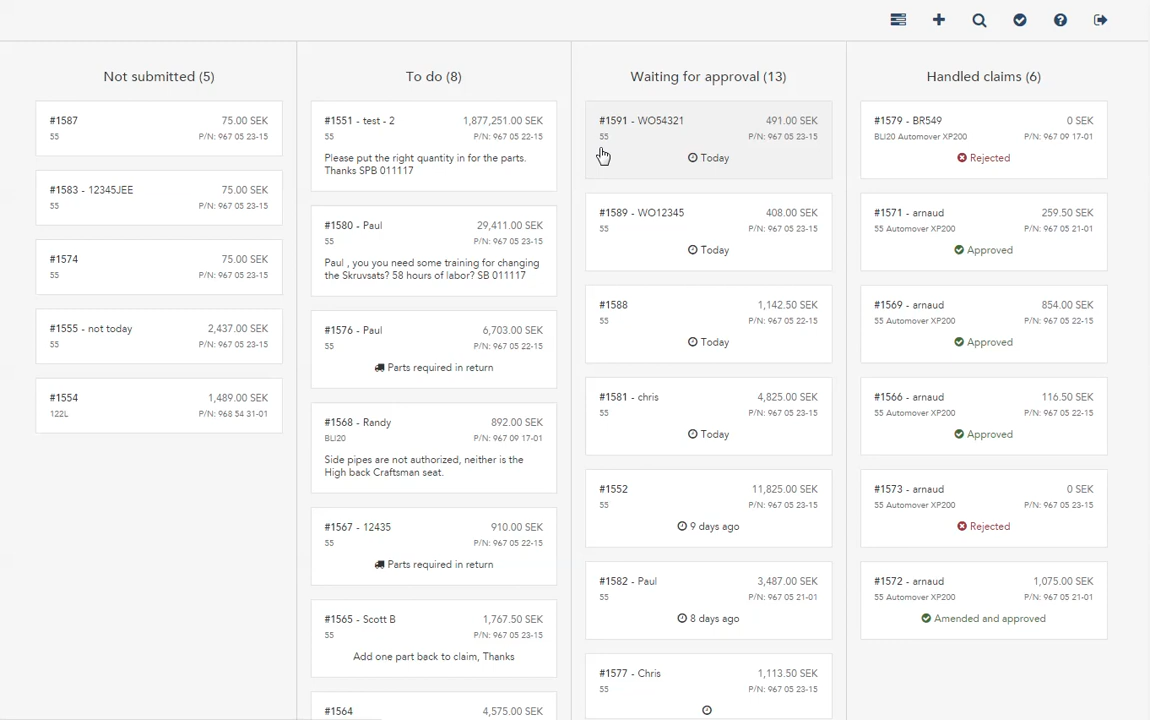 Not submitted (5)
#1587 75.00 SEK
55 P/N: 967 05 23-15
#1583 - 12345JEE 75.00 SEK
55 P/N: 967 05 23-15
#1574 75.00 SEK
55 P/N: 967 05 23-15
#1555 - not today 2,437.00 SEK
55 P/N: 967 05 23-15
#1554 1,489.00 SEK
122L P/N: 968 54 31-01
To do (8)
#1551 - test - 2 1,877,251.00 SEK
55 P/N: 967 05 22-15
Please put the right quantity in for the parts.
Thanks SPB 011117
#1580 - Paul 29,411.00 SEK
55 P/N: 967 05 23-15
Paul , you you need some training for changing
the Skruvsats? 58 hours of labor? SB 011117
#1576 - Paul 6,703.00 SEK
55 P/N: 967 05 22-15
Parts required in return
#1568 - Randy 892.00 SEK
BLI20 P/N: 967 09 17-01
Side pipes are not authorized, neither is the
High back Craftsman seat.
#1567 - 12435 910.00 SEK
55 P/N: 967 05 22-15
Parts required in return
#1565 - Scott B 1,767.50 SEK
55 P/N: 967 05 23-15
Add one part back to claim, Thanks
#1564 4,575.00 SEK
Waiting for approval (13)
#1591 - WO54321 491.00 SEK
55 P/N: 967 05 23-15
Today
#1589 - WO12345 408.00 SEK
55 P/N: 967 05 23-15
Today
#1588 1,142.50 SEK
55 P/N: 967 05 22-15
Today
#1581 - chris 4,825.00 SEK
55 P/N: 967 05 23-15
Today
#1552 11,825.00 SEK
55 P/N: 967 05 23-15
9 days ago
#1582 - Paul 3,487.00 SEK
55 P/N: 967 05 21-01
8 days ago
#1577 - Chris 1,113.50 SEK
55 P/N: 967 05 23-15
Handled claims (6)
#1579 - BR549 0 SEK
BLI20 Automover XP200 P/N: 967 09 17-01
Rejected
#1571 - arnaud 259.50 SEK
55 Automover XP200 P/N: 967 05 21-01
Approved
#1569 - arnaud 854.00 SEK
55 Automover XP200 P/N: 967 05 22-15
Approved
#1566 - arnaud 116.50 SEK
55 Automover XP200 P/N: 967 05 22-15
Approved
#1573 - arnaud 0 SEK
55 Automover XP200 P/N: 967 05 23-15
Rejected
#1572 - arnaud 1,075.00 SEK
55 Automover XP200 P/N: 967 05 21-01
Amended and approved